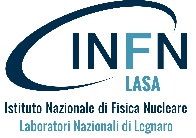 INFN
LASA
Istituto Nazionale di Fisica Nucleare
Laboratori Nazionali di Legnaro